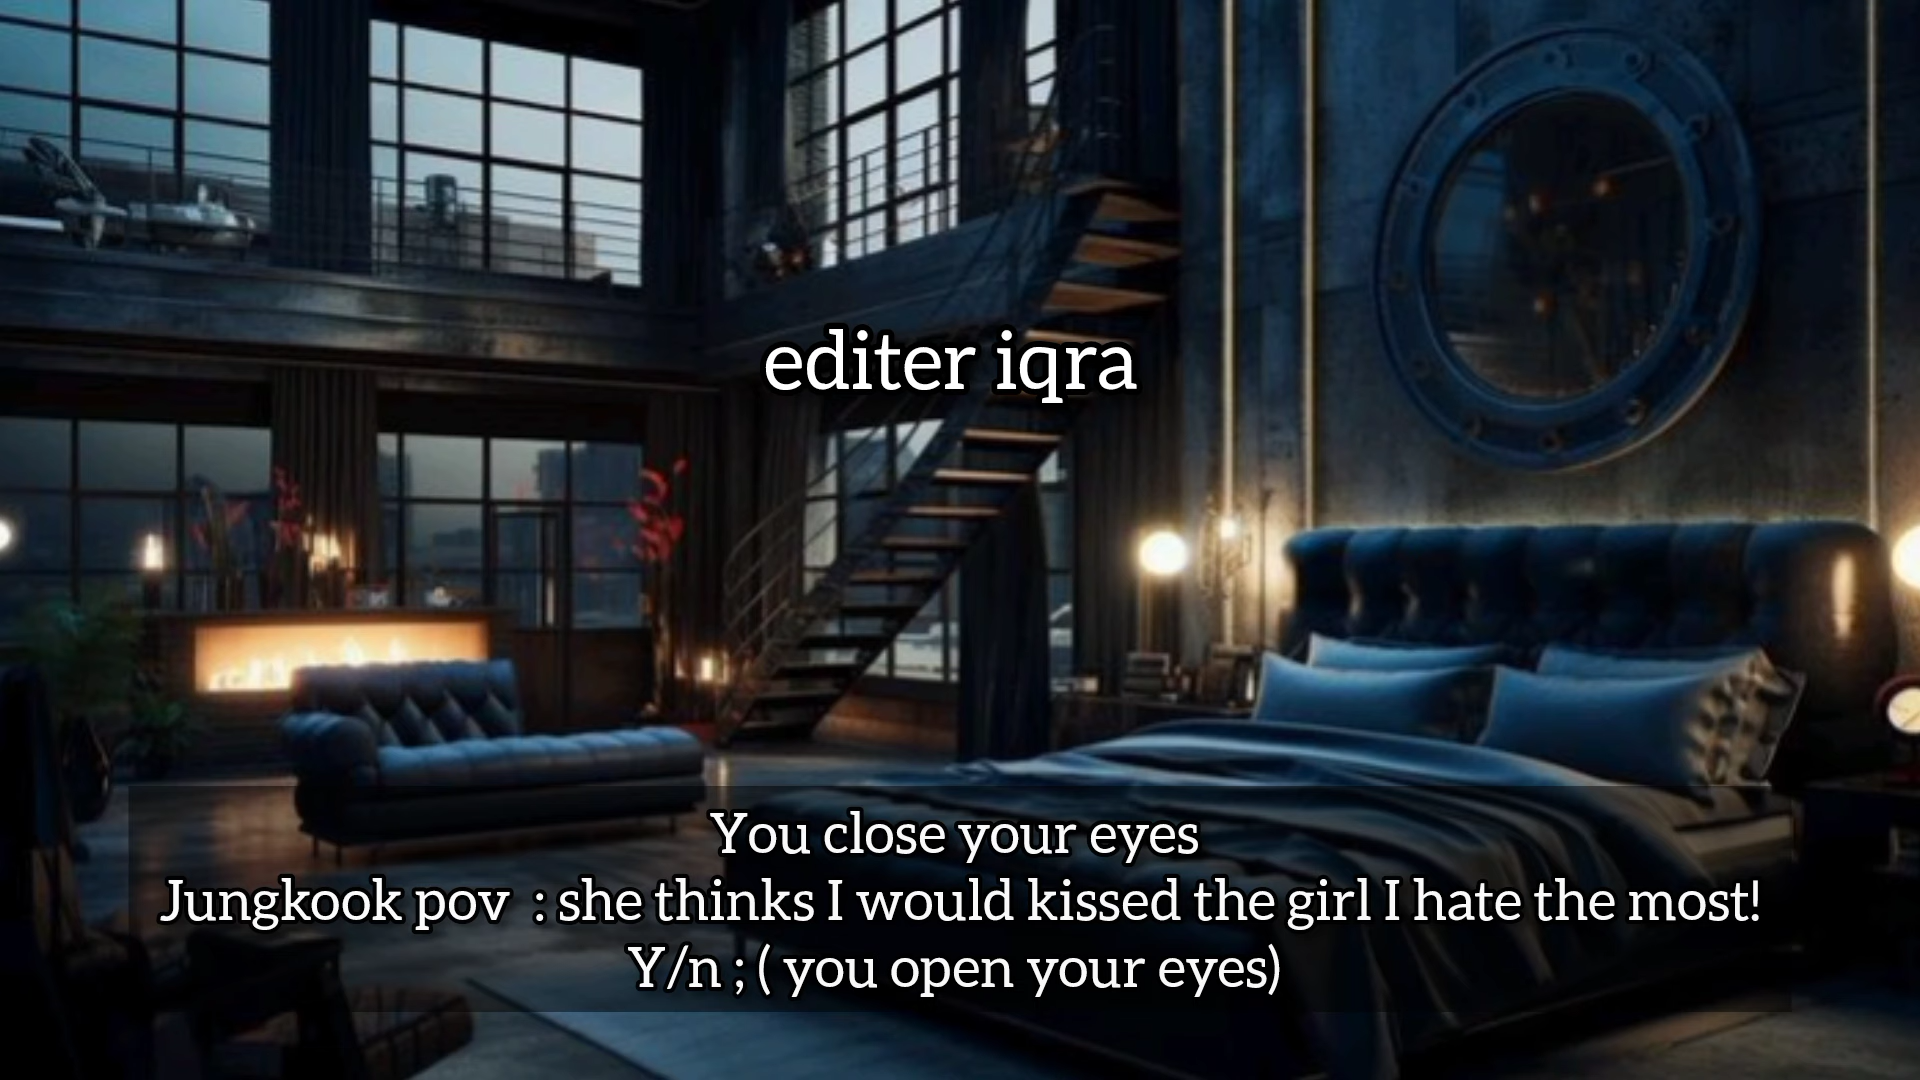 editer iqra
You close your eyes
Jungkook pov : she thinks I would kissed the girl I hate the most!
Y/n ; ( you open your eyes)